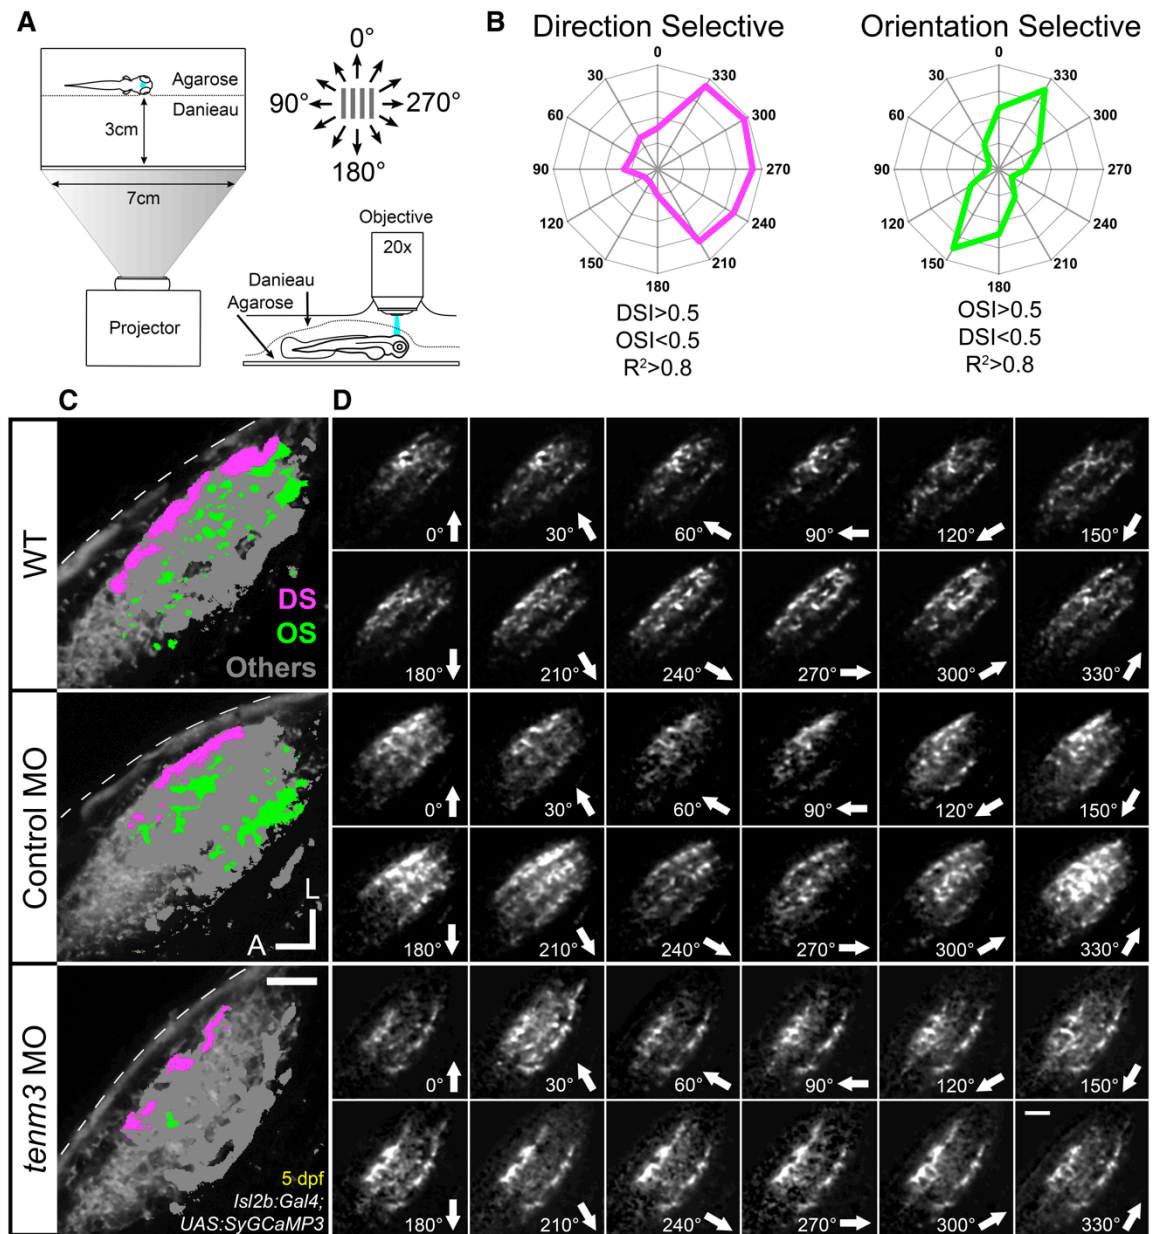 A
0°
90°
270°
180°
Agarose
Danieau
3cm
7cm
Projector
Objective
20x
Danieau
Agarose
B
Direction Selective
0
330
300
270
240
210
180
150
120
90
60
30
DSI>0.5
OSI<0.5
R²>0.8
Orientation Selective
0
330
300
270
240
210
180
150
120
90
60
30
OSI>0.5
DSI<0.5
R²>0.8
C
D
WT
DS
OS
Others
0°
30°
60°
90°
120°
150°
180°
210°
240°
270°
300°
330°
Control MO
L
A
0°
30°
60°
90°
120°
150°
180°
210°
240°
270°
300°
330°
tenm3 MO
5 dpf
Isl2b:Gal4;
UAS:SyGCaMP3
0°
30°
60°
90°
120°
150°
180°
210°
240°
270°
300°
330°